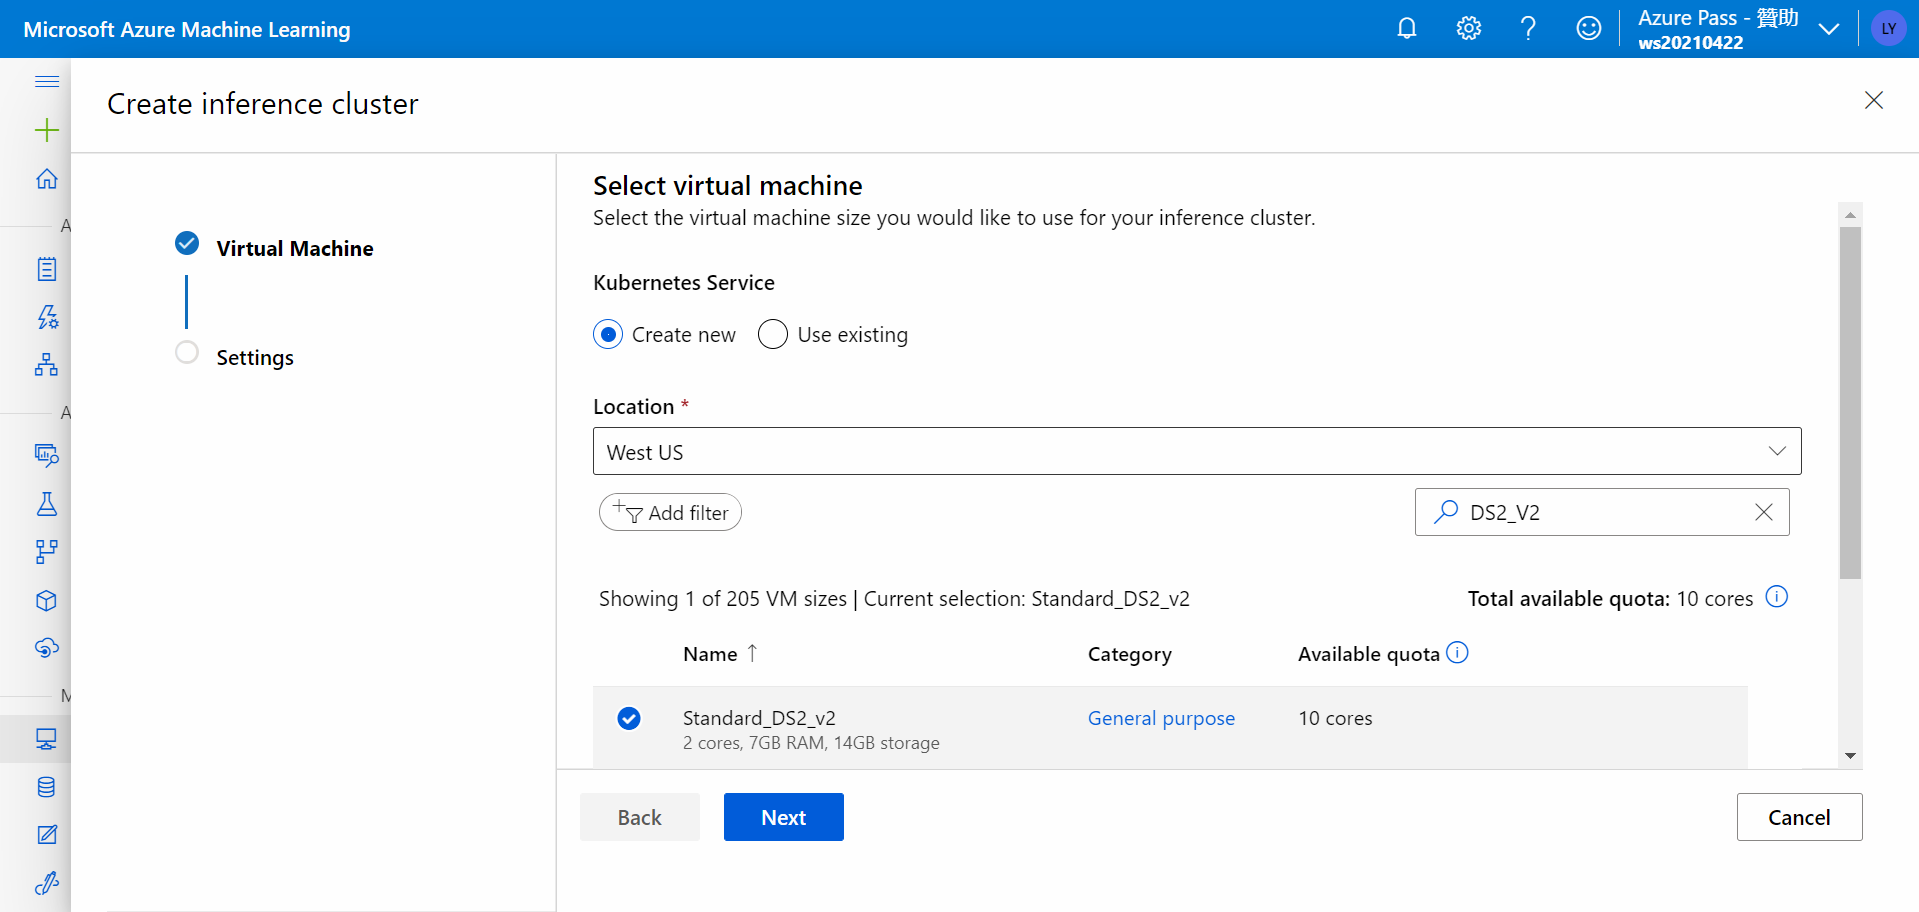 Microsoft Azure Machine Learning
Azure Pass - 贊助
ws20210422
LY
Create inference cluster
A
A
M
Virtual Machine
Settings
Select virtual machine
Select the virtual machine size you would like to use for your inference cluster.
Kubernetes Service
Create new
Use existing
Location *
West US
Add filter
DS2_V2
Showing 1 of 205 VM sizes | Current selection: Standard_DS2_v2
Total available quota: 10 cores
Name ↑ Category Available quota
Standard_DS2_v2 General purpose 10 cores
2 cores, 7GB RAM, 14GB storage
Back
Next
Cancel